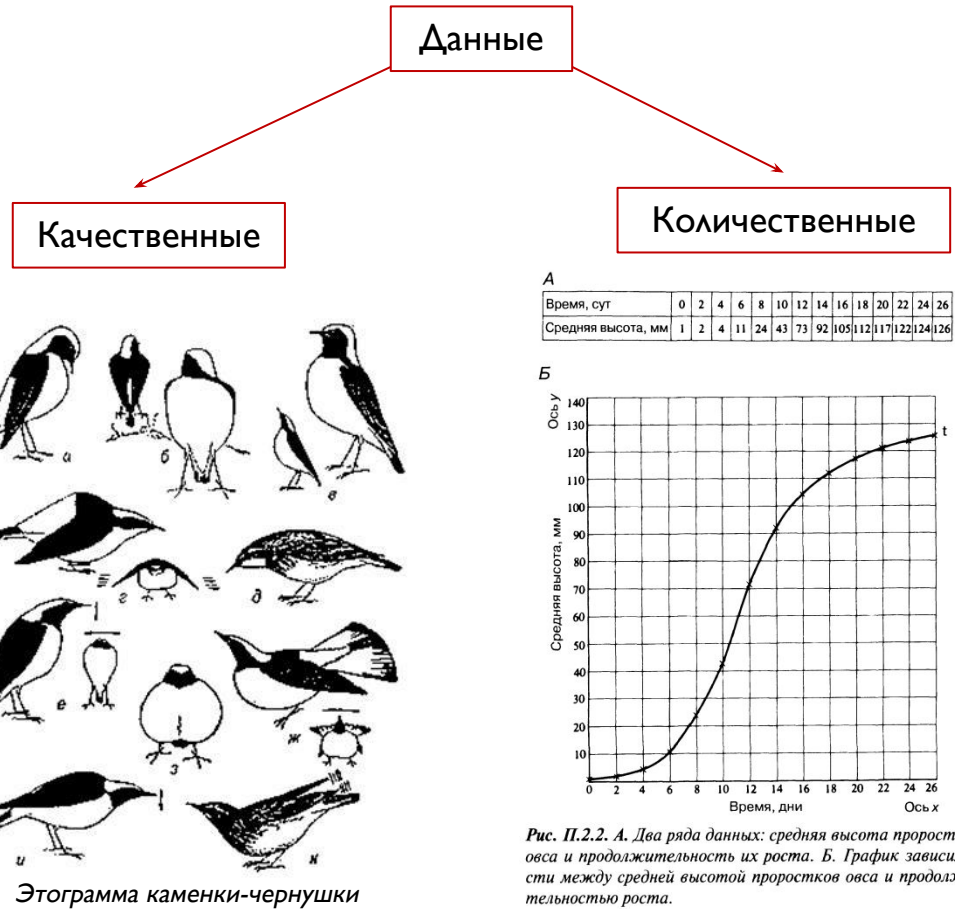 Данные
Качественные
Количественные
А
Время, сут 0 2 4 6 8 10 12 14 16 18 20 22 24 26
Средняя высота, мм 1 2 4 11 24 43 73 92 105 112 117 122 124 126
Б
Ось y
140
130
120
110
100
90
80
70
60
50
40
30
20
10
Средняя высота, мм
t
0 2 4 6 8 10 12 14 16 18 20 22 24 26
Время, дни
Ось x
а
б
в
г
д
е
ж
з
и
к
Этограмма каменки-чернушки
Рис. П.2.2. А. Два ряда данных: средняя высота пророст
овса и продолжительность их роста. Б. График зависи
сти между средней высотой проростков овса и продолж
тельностью роста.